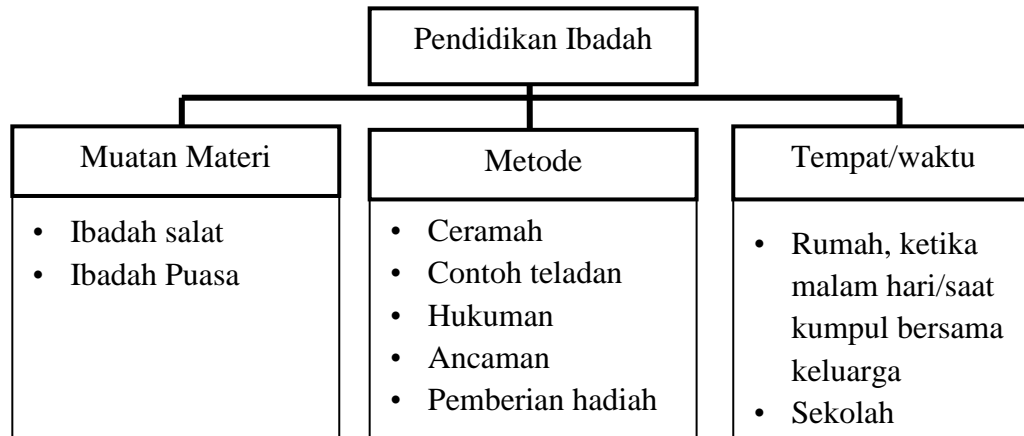 Pendidikan Ibadah
Muatan Materi
• Ibadah salat
• Ibadah Puasa
Metode
• Ceramah
• Contoh teladan
• Hukuman
• Ancaman
• Pemberian hadiah
Tempat/waktu
• Rumah, ketika
malam hari/saat
kumpul bersama
keluarga
• Sekolah